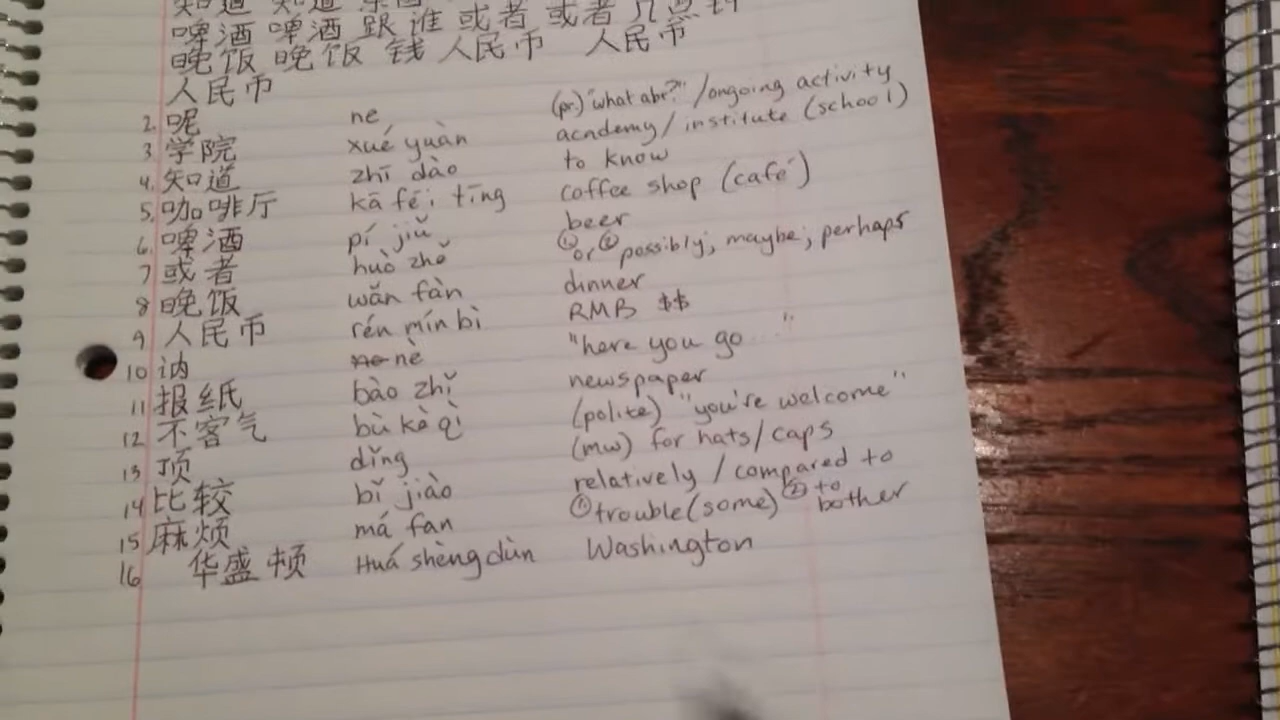 知道 知道
啤酒 啤酒 跟 谁 或者 或者 几点钟
晚饭 晚饭 钱 人民币 人民币
人民币
2. 呢 ne (pr.) "what abt?" /ongoing activity
3. 学院 xué yuàn academy/institute (school)
4. 知道 zhī dào to know
5. 咖啡厅 kā fēi tīng coffee shop (café)
6. 啤酒 pí jiǔ beer
7 或者 huò zhě ① or ② possibly; maybe; perhaps
8 晚饭 wǎn fàn dinner
9 人民币 rén mín bì RMB $$
10 讷 nè "here you go..."
11 报纸 bào zhǐ newspaper
12 不客气 bù kè qì (polite) "you're welcome"
13 顶 dǐng (mw) for hats/caps
14 比较 bǐ jiào relatively / compared to
15 麻烦 má fan ① trouble(some) ② to bother
16 华盛顿 Huá shèng dùn Washington